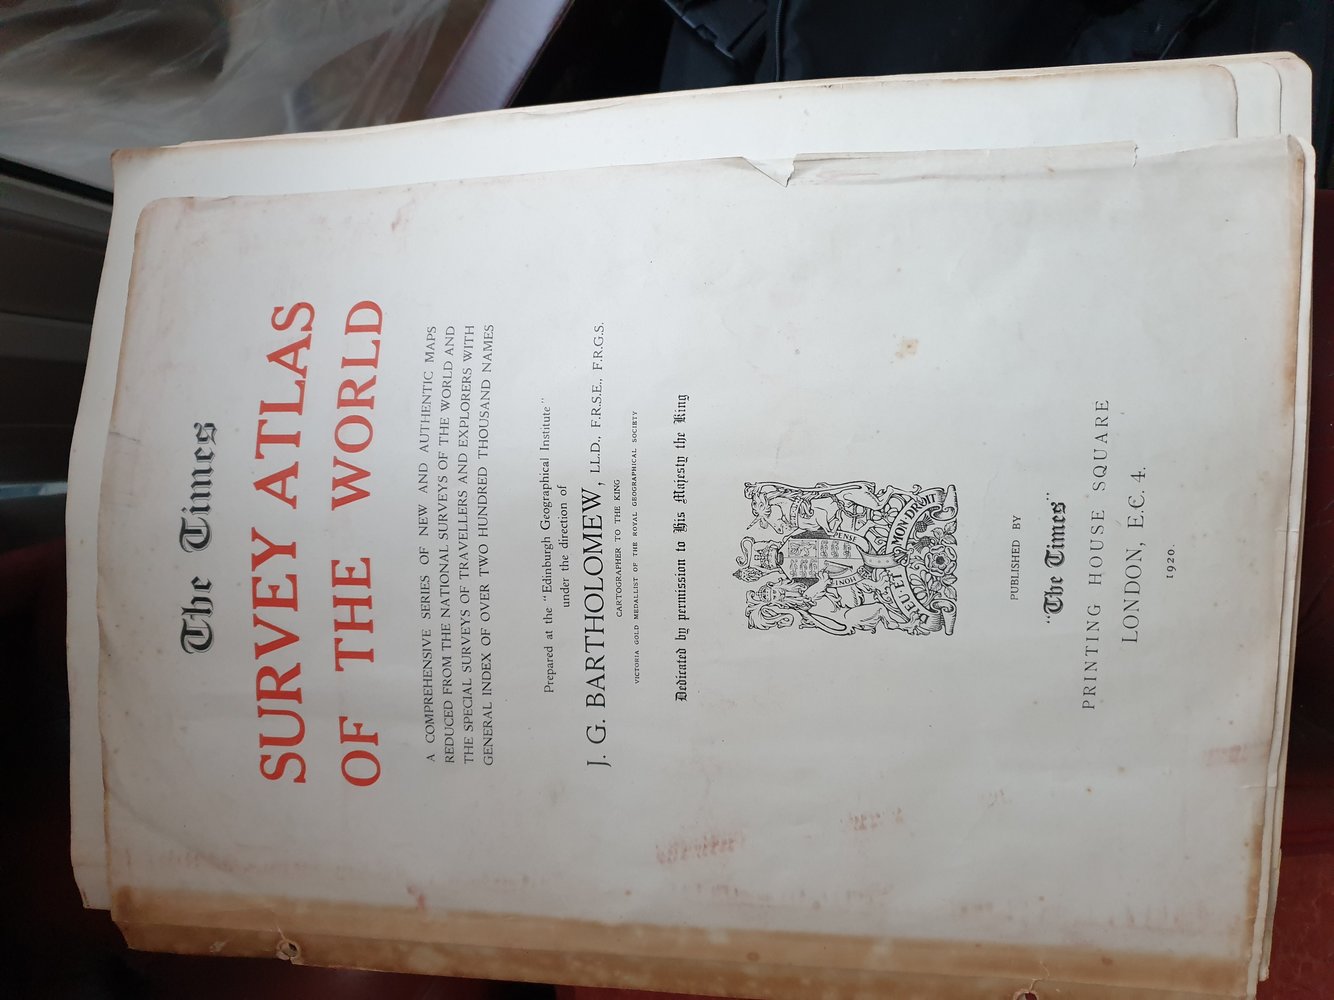 The Times
SURVEY ATLAS
OF THE WORLD
A COMPREHENSIVE SERIES OF NEW AND AUTHENTIC MAPS
REDUCED FROM THE NATIONAL SURVEYS OF THE WORLD AND
THE SPECIAL SURVEYS OF TRAVELLERS AND EXPLORERS WITH
GENERAL INDEX OF OVER TWO HUNDRED THOUSAND NAMES
Prepared at the "Edinburgh Geographical Institute"
under the direction of
J. G. BARTHOLOMEW, LL.D., F.R.S.E., F.R.G.S.
CARTOGRAPHER TO THE KING
VICTORIA GOLD MEDALLIST OF THE ROYAL GEOGRAPHICAL SOCIETY
Dedicated by permission to His Majesty the King
HONI PENSE
DIEU·ET MON·DROIT
PUBLISHED BY
"The Times"
PRINTING HOUSE SQUARE
LONDON, E.C. 4.
1920.